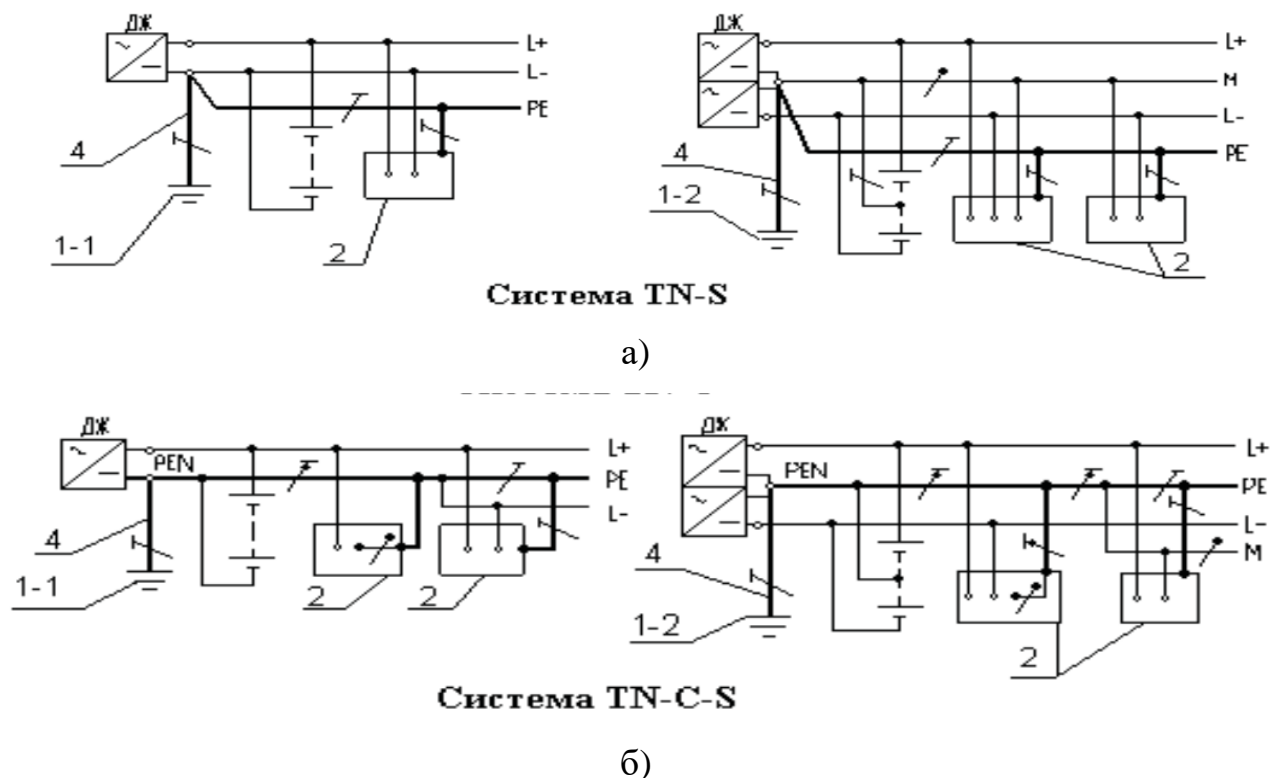 ДЖ
L+
L-
PE
4
1-1
2
ДЖ
L+
M
L-
PE
4
1-2
2
Система TN-S
а)
ДЖ
PEN
L+
PE
L-
4
1-1
2
2
ДЖ
PEN
L+
PE
L-
M
4
1-2
2
Система TN-C-S
б)